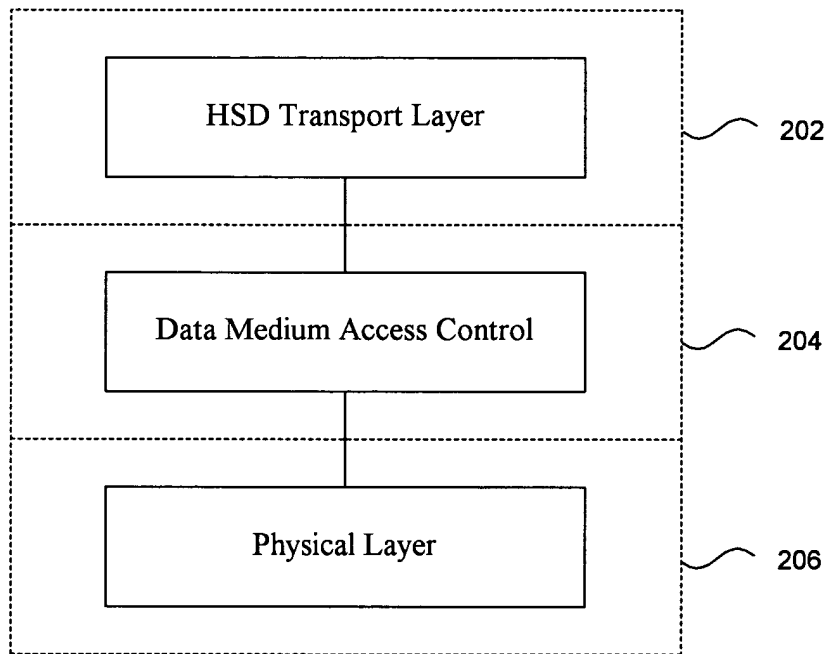 HSD Transport Layer
202
Data Medium Access Control
204
Physical Layer
206